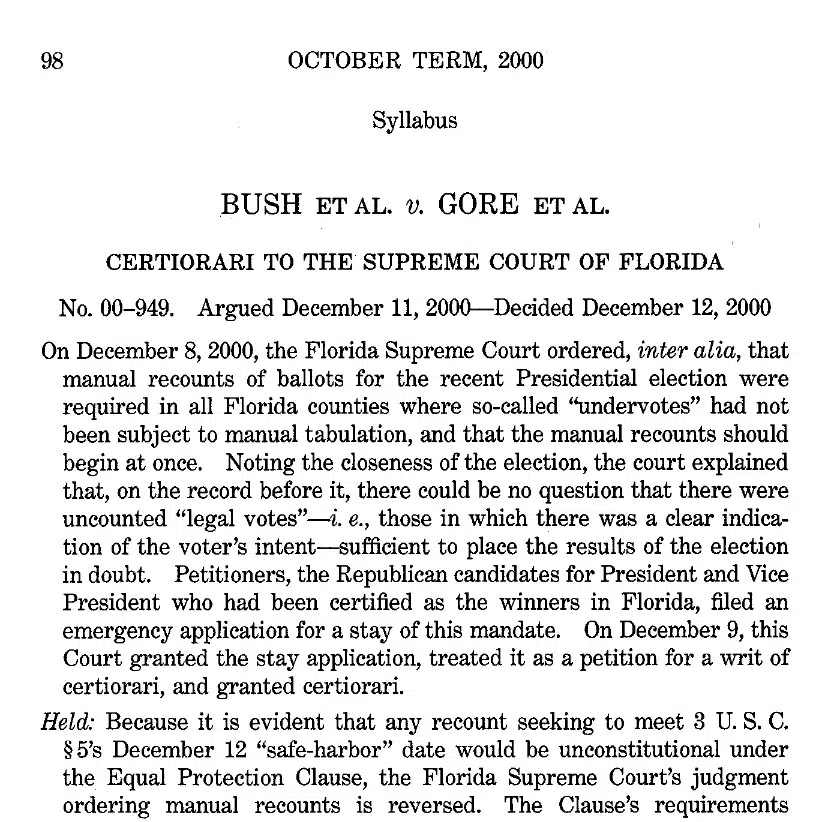 98 OCTOBER TERM, 2000
Syllabus
BUSH ET AL. v. GORE ET AL.
CERTIORARI TO THE SUPREME COURT OF FLORIDA
No. 00–949. Argued December 11, 2000—Decided December 12, 2000
On December 8, 2000, the Florida Supreme Court ordered, inter alia, that
manual recounts of ballots for the recent Presidential election were
required in all Florida counties where so-called “undervotes” had not
been subject to manual tabulation, and that the manual recounts should
begin at once. Noting the closeness of the election, the court explained
that, on the record before it, there could be no question that there were
uncounted “legal votes”—i. e., those in which there was a clear indica-
tion of the voter’s intent—sufficient to place the results of the election
in doubt. Petitioners, the Republican candidates for President and Vice
President who had been certified as the winners in Florida, filed an
emergency application for a stay of this mandate. On December 9, this
Court granted the stay application, treated it as a petition for a writ of
certiorari, and granted certiorari.
Held: Because it is evident that any recount seeking to meet 3 U. S. C.
§ 5’s December 12 “safe-harbor” date would be unconstitutional under
the Equal Protection Clause, the Florida Supreme Court’s judgment
ordering manual recounts is reversed. The Clause’s requirements